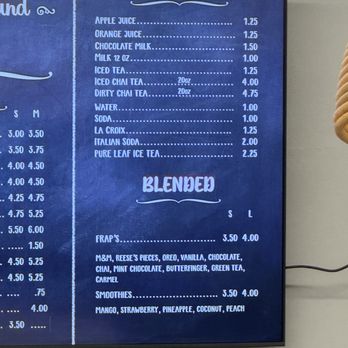 und
S M
3.00 3.50
3.50 3.75
4.00 4.50
4.00 4.50
4.25 4.75
4.75 5.25
5.50 6.00
1.50
4.50 5.25
4.50 5.25
.75
4.00
3.50
APPLE JUICE 1.25
ORANGE JUICE 1.25
CHOCOLATE MILK 1.50
MILK 12 OZ 1.00
ICED TEA 1.25
ICED CHAI TEA 20oz 4.00
DIRTY CHAI TEA 20oz 4.75
WATER 1.00
SODA 1.00
LA CROIX 1.25
ITALIAN SODA 2.00
PURE LEAF ICE TEA 2.25
BLENDED
S L
FRAP'S 3.50 4.00
M&M, REESE'S PIECES, OREO, VANILLA, CHOCOLATE,
CHAI, MINT CHOCOLATE, BUTTERFINGER, GREEN TEA,
CARMEL
SMOOTHIES 3.50 4.00
MANGO, STRAWBERRY, PINEAPPLE, COCONUT, PEACH